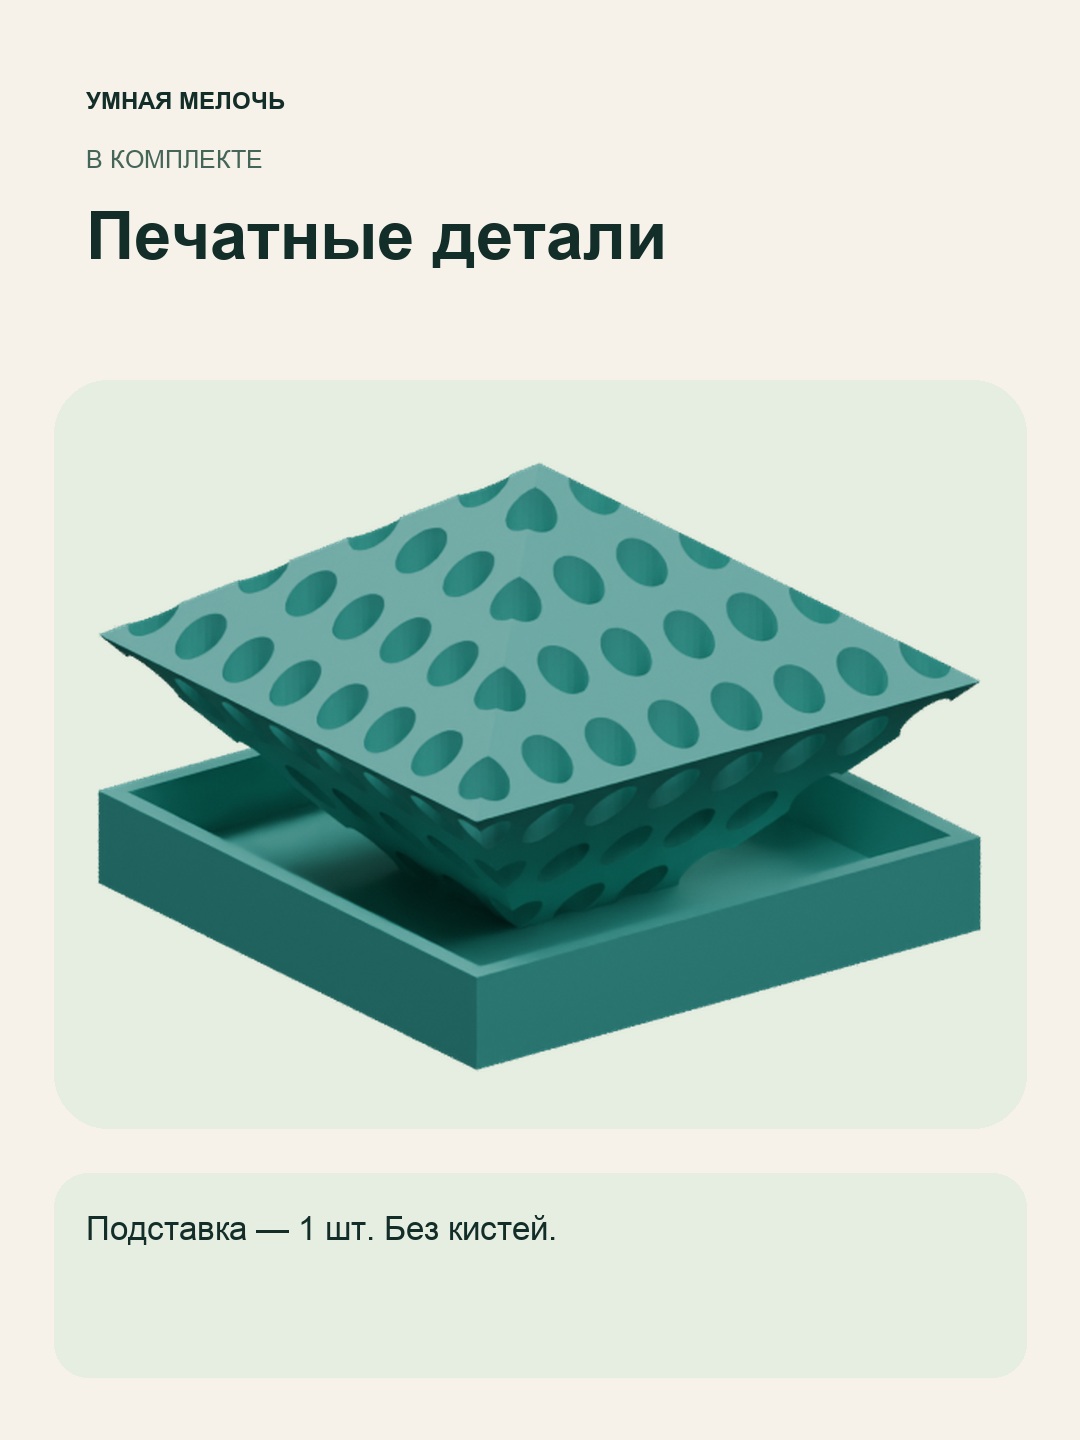 УМНАЯ МЕЛОЧЬ
В КОМПЛЕКТЕ
Печатные детали
Подставка — 1 шт. Без кистей.